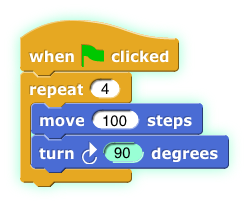 when clicked
repeat 4
move 100 steps
turn 90 degrees